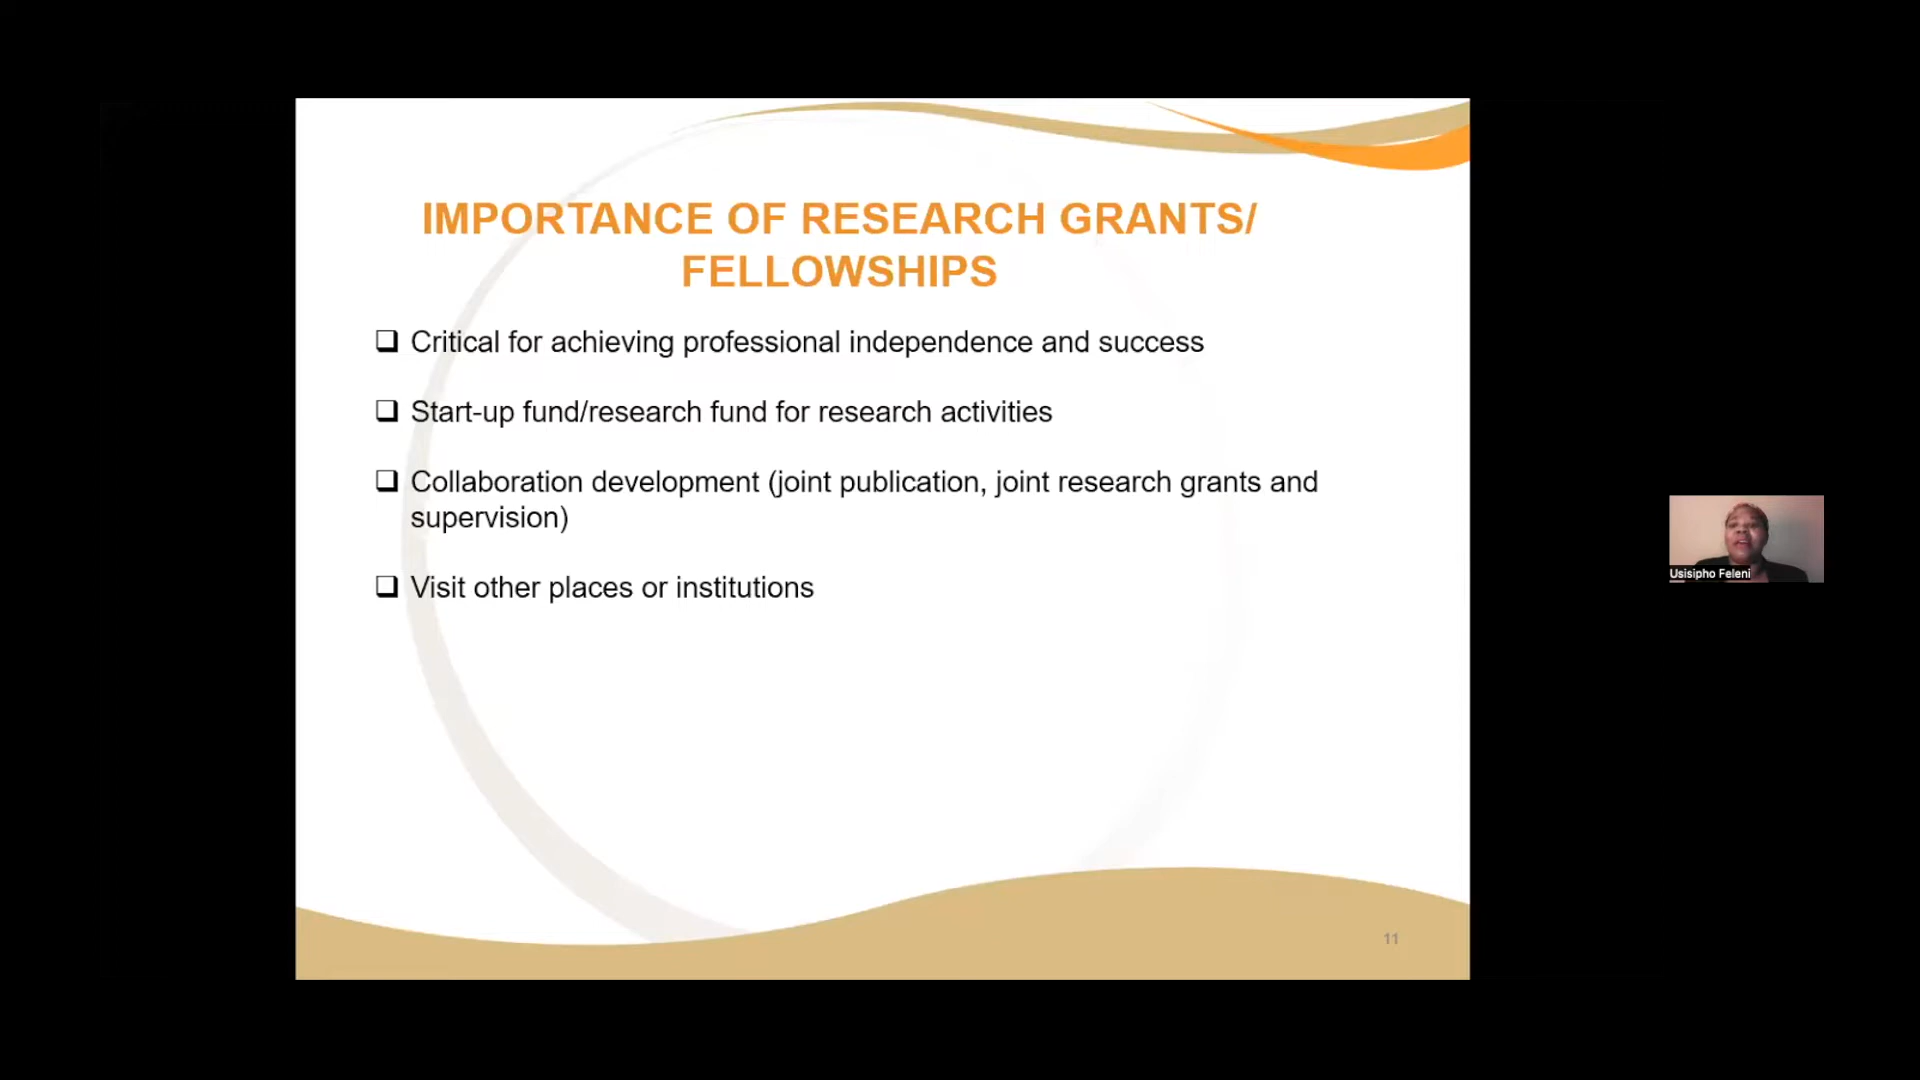 IMPORTANCE OF RESEARCH GRANTS/
FELLOWSHIPS
❑ Critical for achieving professional independence and success
❑ Start-up fund/research fund for research activities
❑ Collaboration development (joint publication, joint research grants and
supervision)
❑ Visit other places or institutions
Usisipho Feleni
11